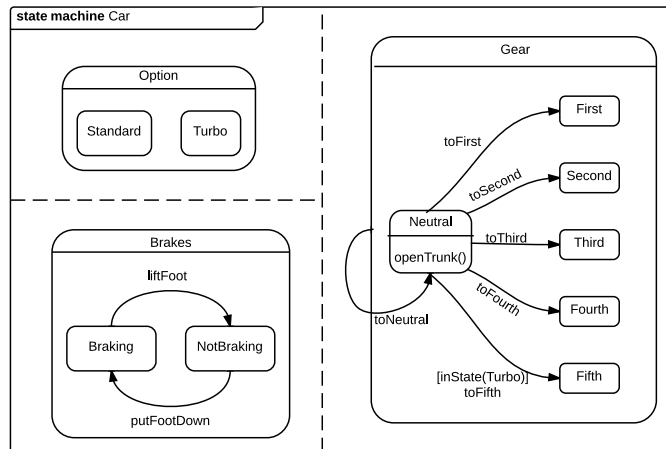 state machine Car
Option
Standard
Turbo
Brakes
liftFoot
Braking
NotBraking
putFootDown
Gear
First
toFirst
Second
toSecond
Neutral
openTrunk()
toThird
Third
toFourth
Fourth
toNeutral
[inState(Turbo)]
toFifth
Fifth